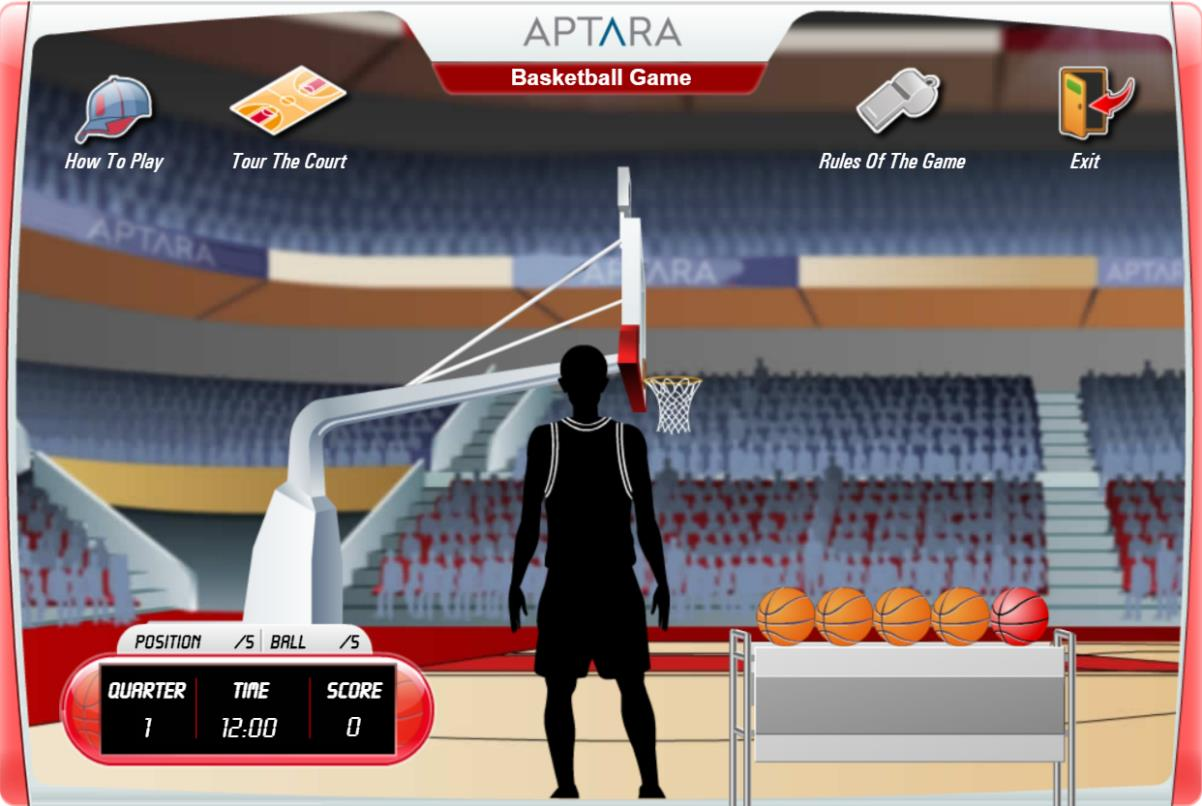 APTARA
Basketball Game
How To Play
Tour The Court
Rules Of The Game
Exit
APTARA
APTARA
APTAR
POSITION /5 BALL /5
QUARTER TIME SCORE
1 12:00 0